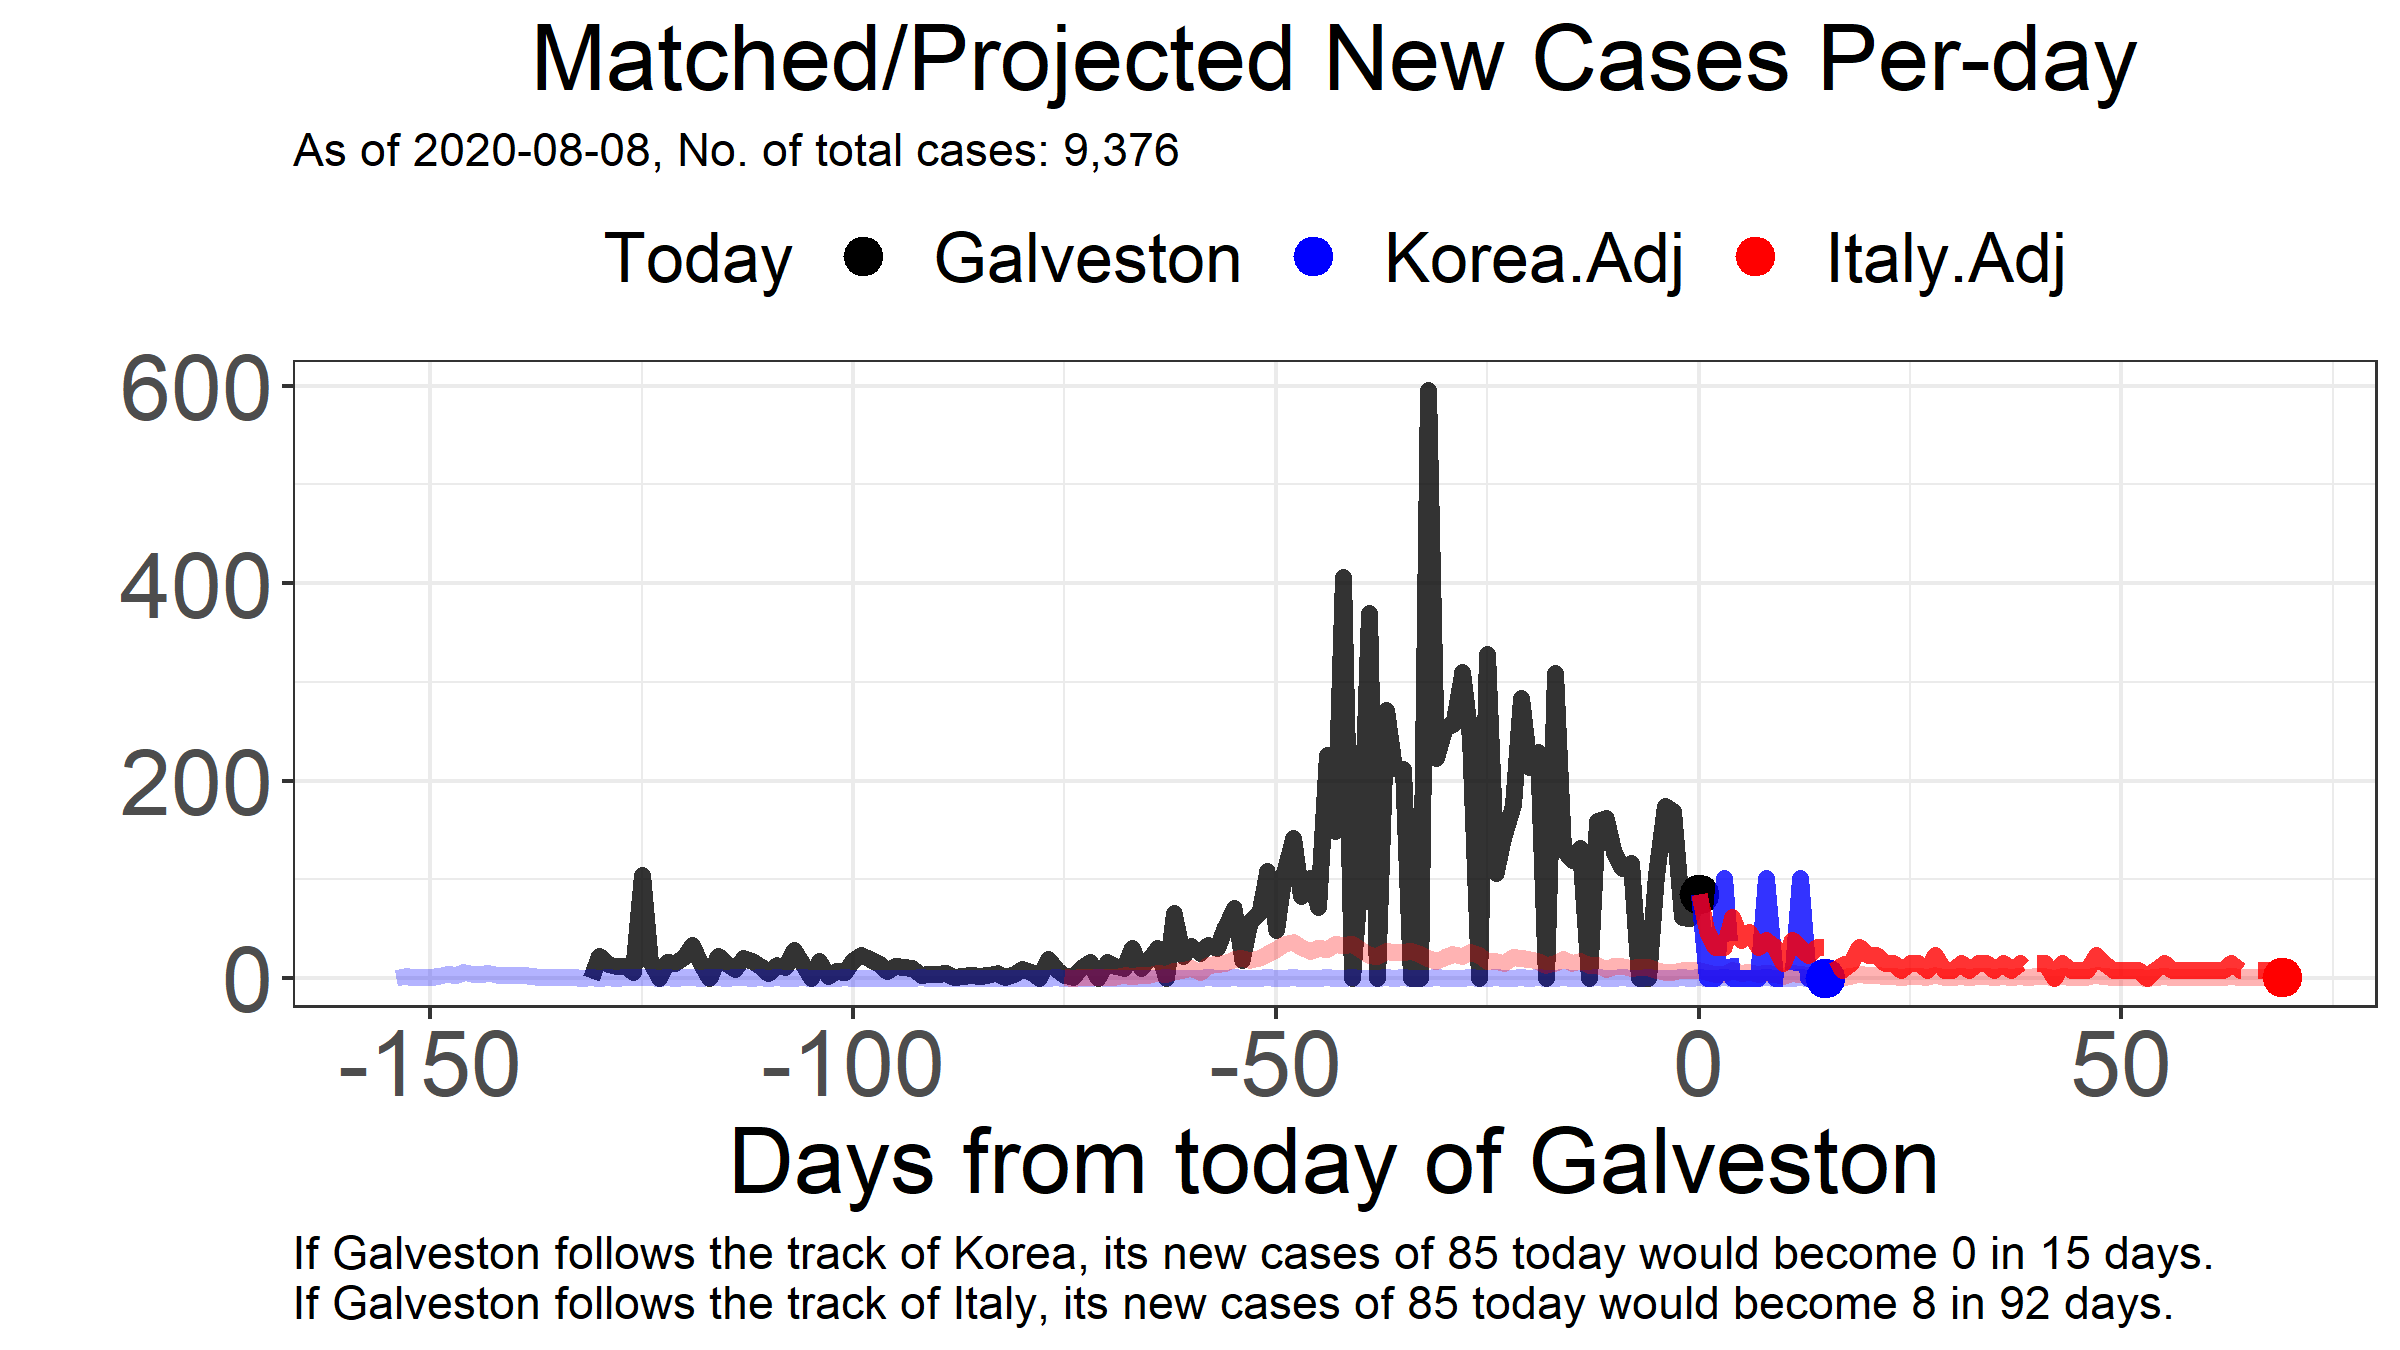 Matched/Projected New Cases Per-day
As of 2020-08-08, No. of total cases: 9,376
Today Galveston Korea.Adj Italy.Adj
600
400
200
0
-150 -100 -50 0 50
Days from today of Galveston
If Galveston follows the track of Korea, its new cases of 85 today would become 0 in 15 days.
If Galveston follows the track of Italy, its new cases of 85 today would become 8 in 92 days.